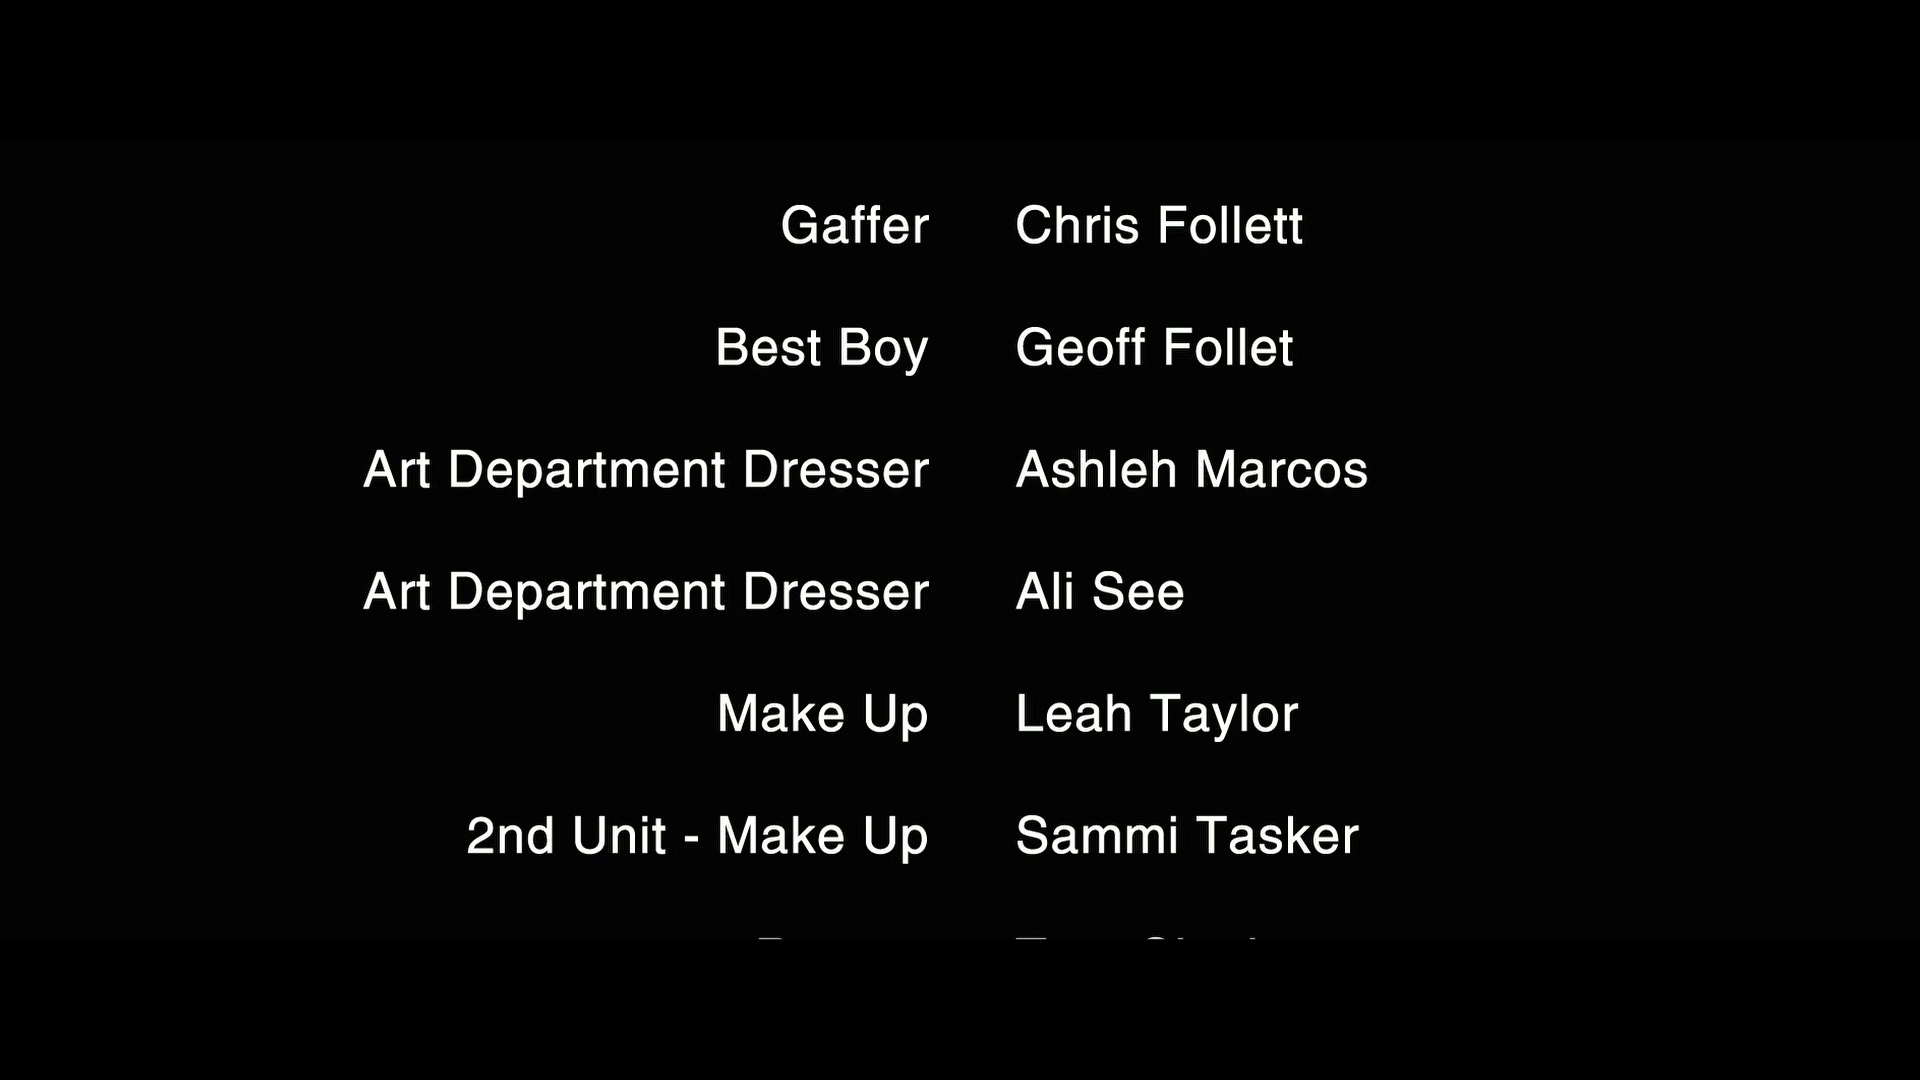 Gaffer Chris Follett
Best Boy Geoff Follet
Art Department Dresser Ashleh Marcos
Art Department Dresser Ali See
Make Up Leah Taylor
2nd Unit - Make Up Sammi Tasker